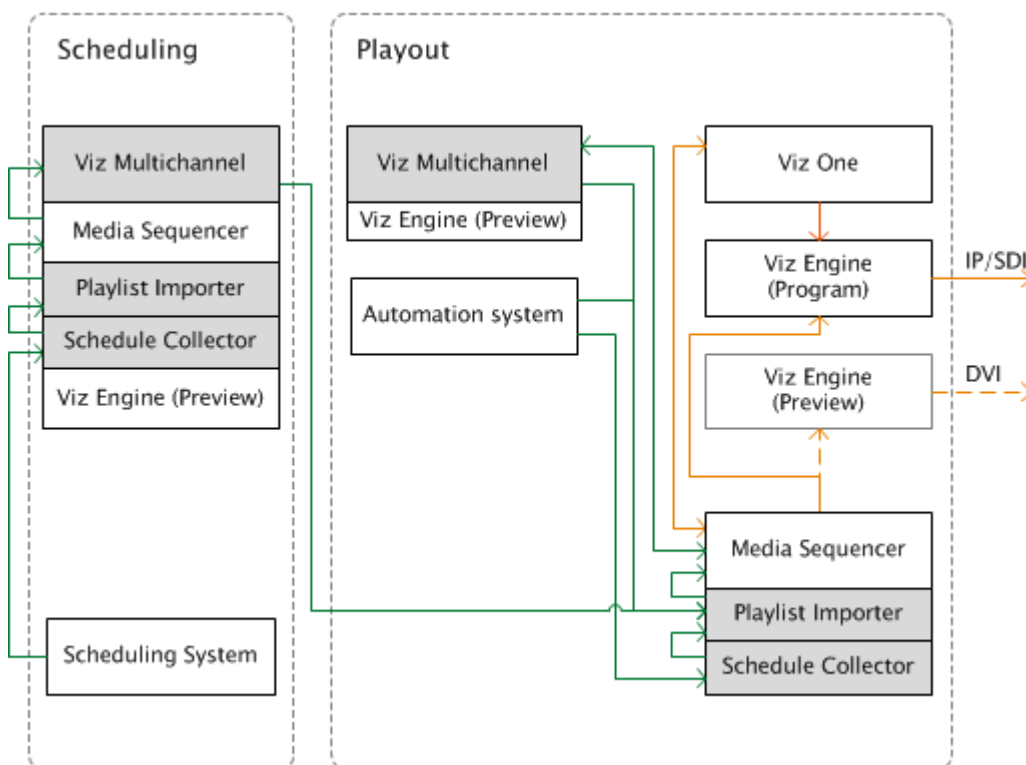 Scheduling
Viz Multichannel
Media Sequencer
Playlist Importer
Schedule Collector
Viz Engine (Preview)
Scheduling System
Playout
Viz Multichannel
Viz Engine (Preview)
Automation system
Viz One
Viz Engine
(Program)
IP/SDI
Viz Engine
(Preview)
DVI
Media Sequencer
Playlist Importer
Schedule Collector